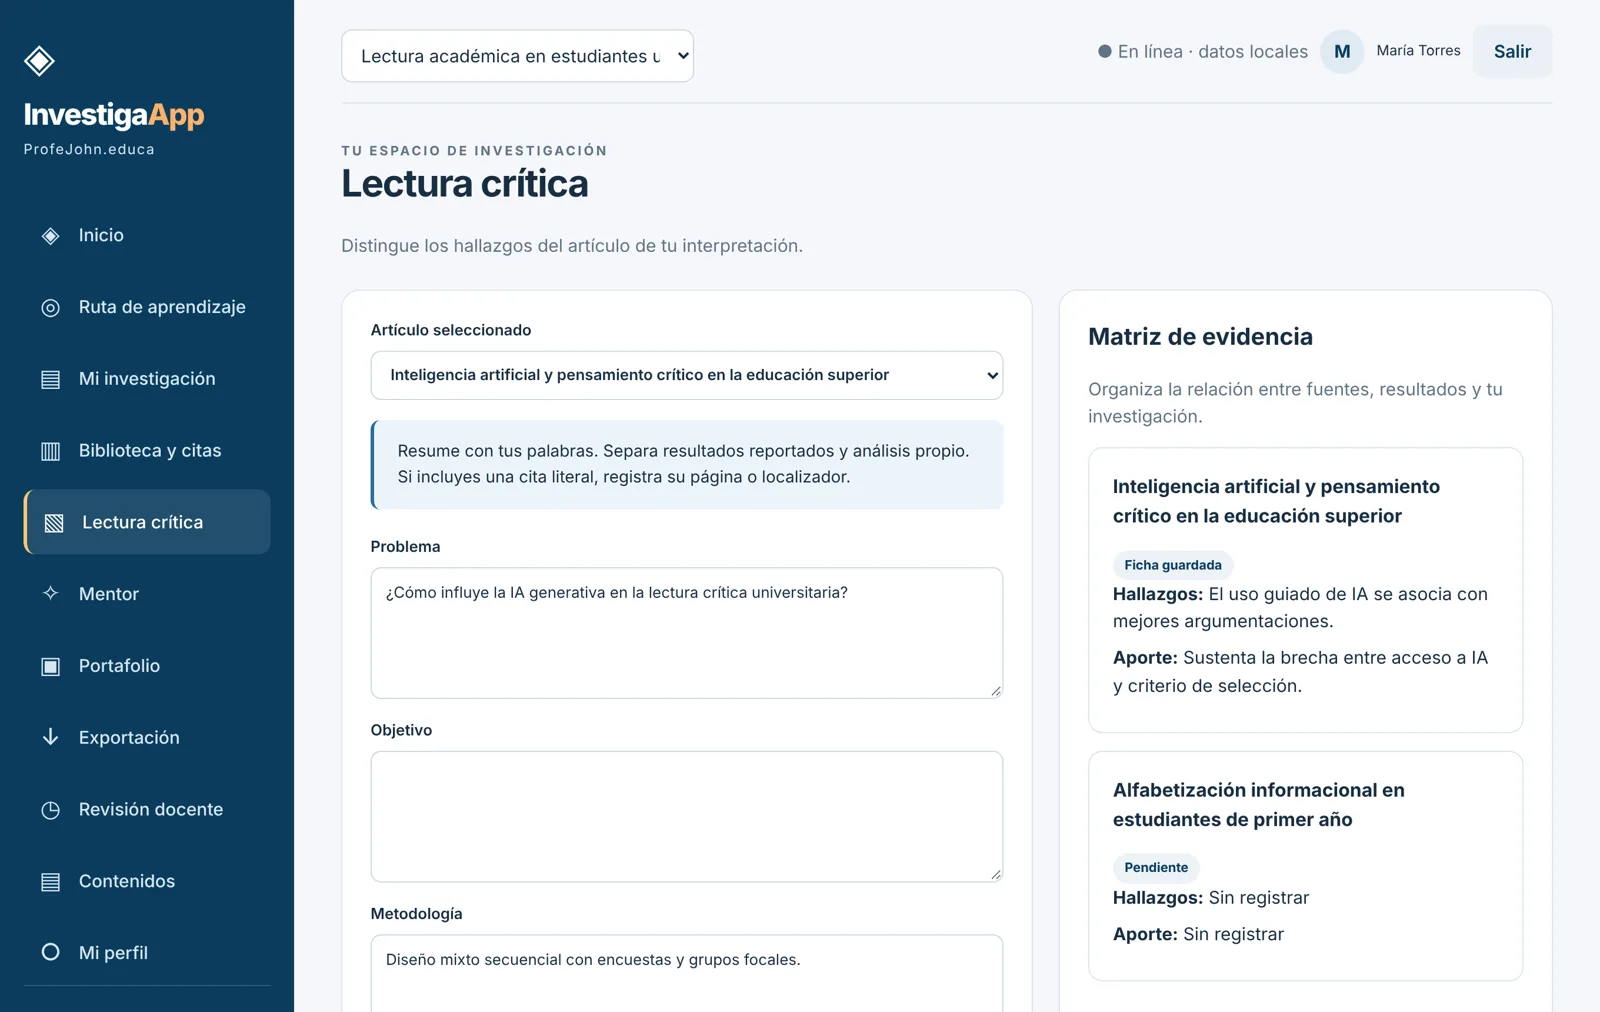 InvestigaApp
ProfeJohn.educa
Inicio
Ruta de aprendizaje
Mi investigación
Biblioteca y citas
Lectura crítica
Mentor
Portafolio
Exportación
Revisión docente
Contenidos
Mi perfil
Lectura académica en estudiantes u
En línea · datos locales
M
María Torres
Salir
TU ESPACIO DE INVESTIGACIÓN
Lectura crítica
Distingue los hallazgos del artículo de tu interpretación.
Artículo seleccionado
Inteligencia artificial y pensamiento crítico en la educación superior
Resume con tus palabras. Separa resultados reportados y análisis propio.
Si incluyes una cita literal, registra su página o localizador.
Problema
¿Cómo influye la IA generativa en la lectura crítica universitaria?
Objetivo
Metodología
Diseño mixto secuencial con encuestas y grupos focales.
Matriz de evidencia
Organiza la relación entre fuentes, resultados y tu
investigación.
Inteligencia artificial y pensamiento
crítico en la educación superior
Ficha guardada
Hallazgos: El uso guiado de IA se asocia con
mejores argumentaciones.
Aporte: Sustenta la brecha entre acceso a IA
y criterio de selección.
Alfabetización informacional en
estudiantes de primer año
Pendiente
Hallazgos: Sin registrar
Aporte: Sin registrar